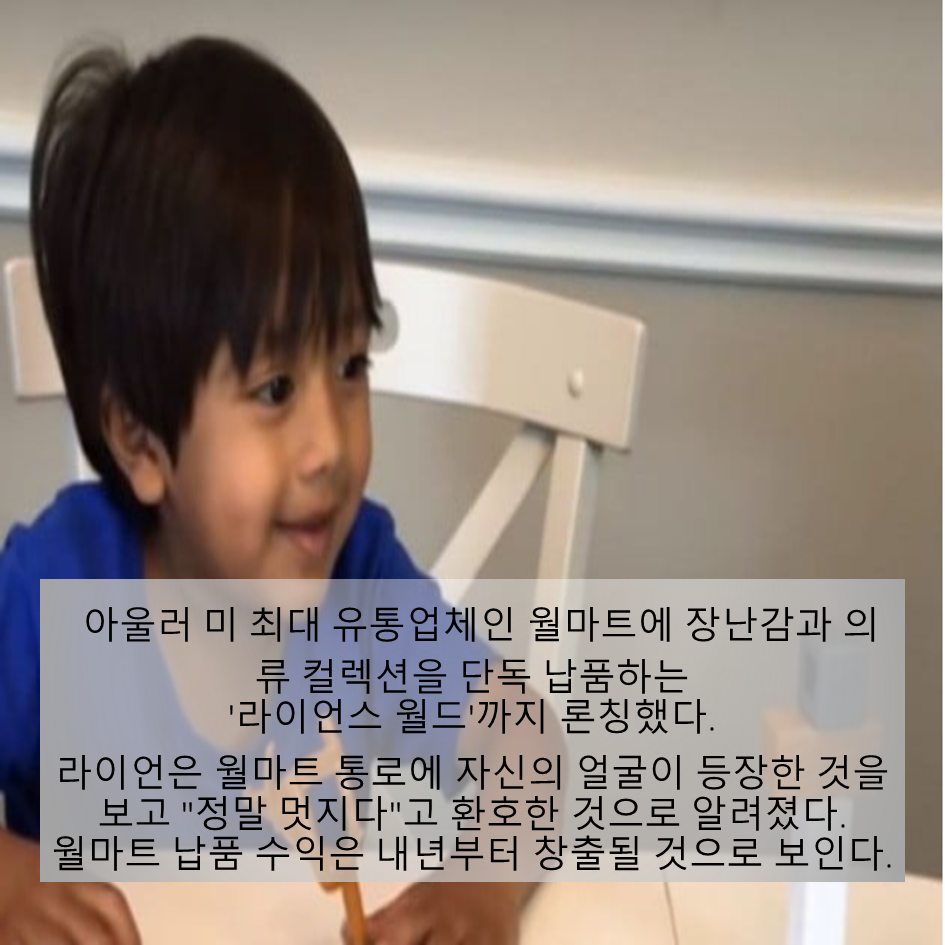 아울러 미 최대 유통업체인 월마트에 장난감과 의
류 컬렉션을 단독 납품하는
'라이언스 월드'까지 론칭했다.
라이언은 월마트 통로에 자신의 얼굴이 등장한 것을
보고 "정말 멋지다"고 환호한 것으로 알려졌다.
월마트 납품 수익은 내년부터 창출될 것으로 보인다.